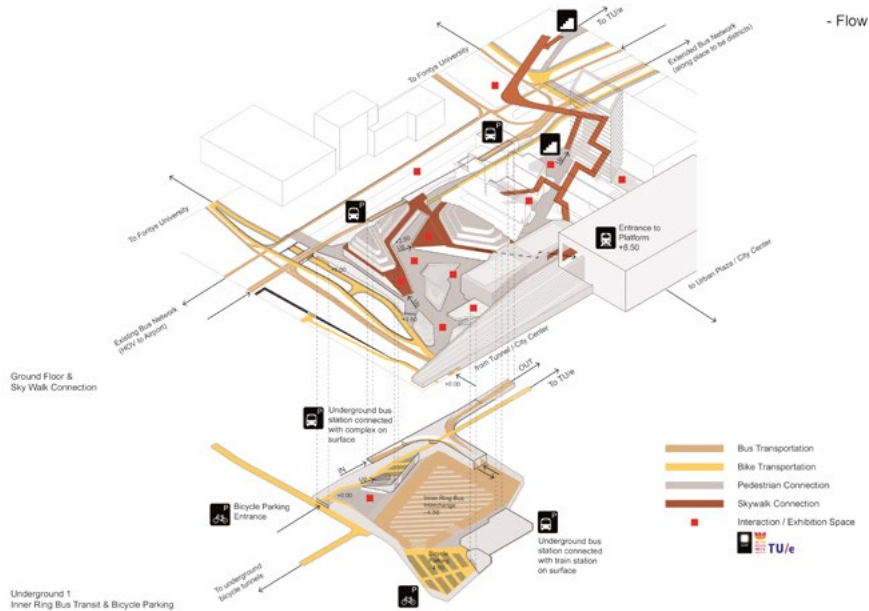 - Flow
To TU/e
Extended Bus Network
(along place to be districts)
To Fontys University
P
P
To Fontys University
Entrance to
Platform
+8.50
to Urban Plaza / City Center
+0.00
Existing Bus Network
(HOV to Airport)
from Tunnel / City Center
+0.00
Ground Floor &
Sky Walk Connection
OUT
To TU/e
P
Underground bus
station connected
with complex on
surface
IN
+0.00
P
Bicycle Parking
Entrance
Inner Ring Bus
Interchange
Bicycle
Parking
P
Underground bus
station connected
with train station
on surface
To underground
bicycle tunnels
P
Underground 1
Inner Ring Bus Transit & Bicycle Parking
Bus Transportation
Bike Transportation
Pedestrian Connection
Skywalk Connection
Interaction / Exhibition Space
TU/e